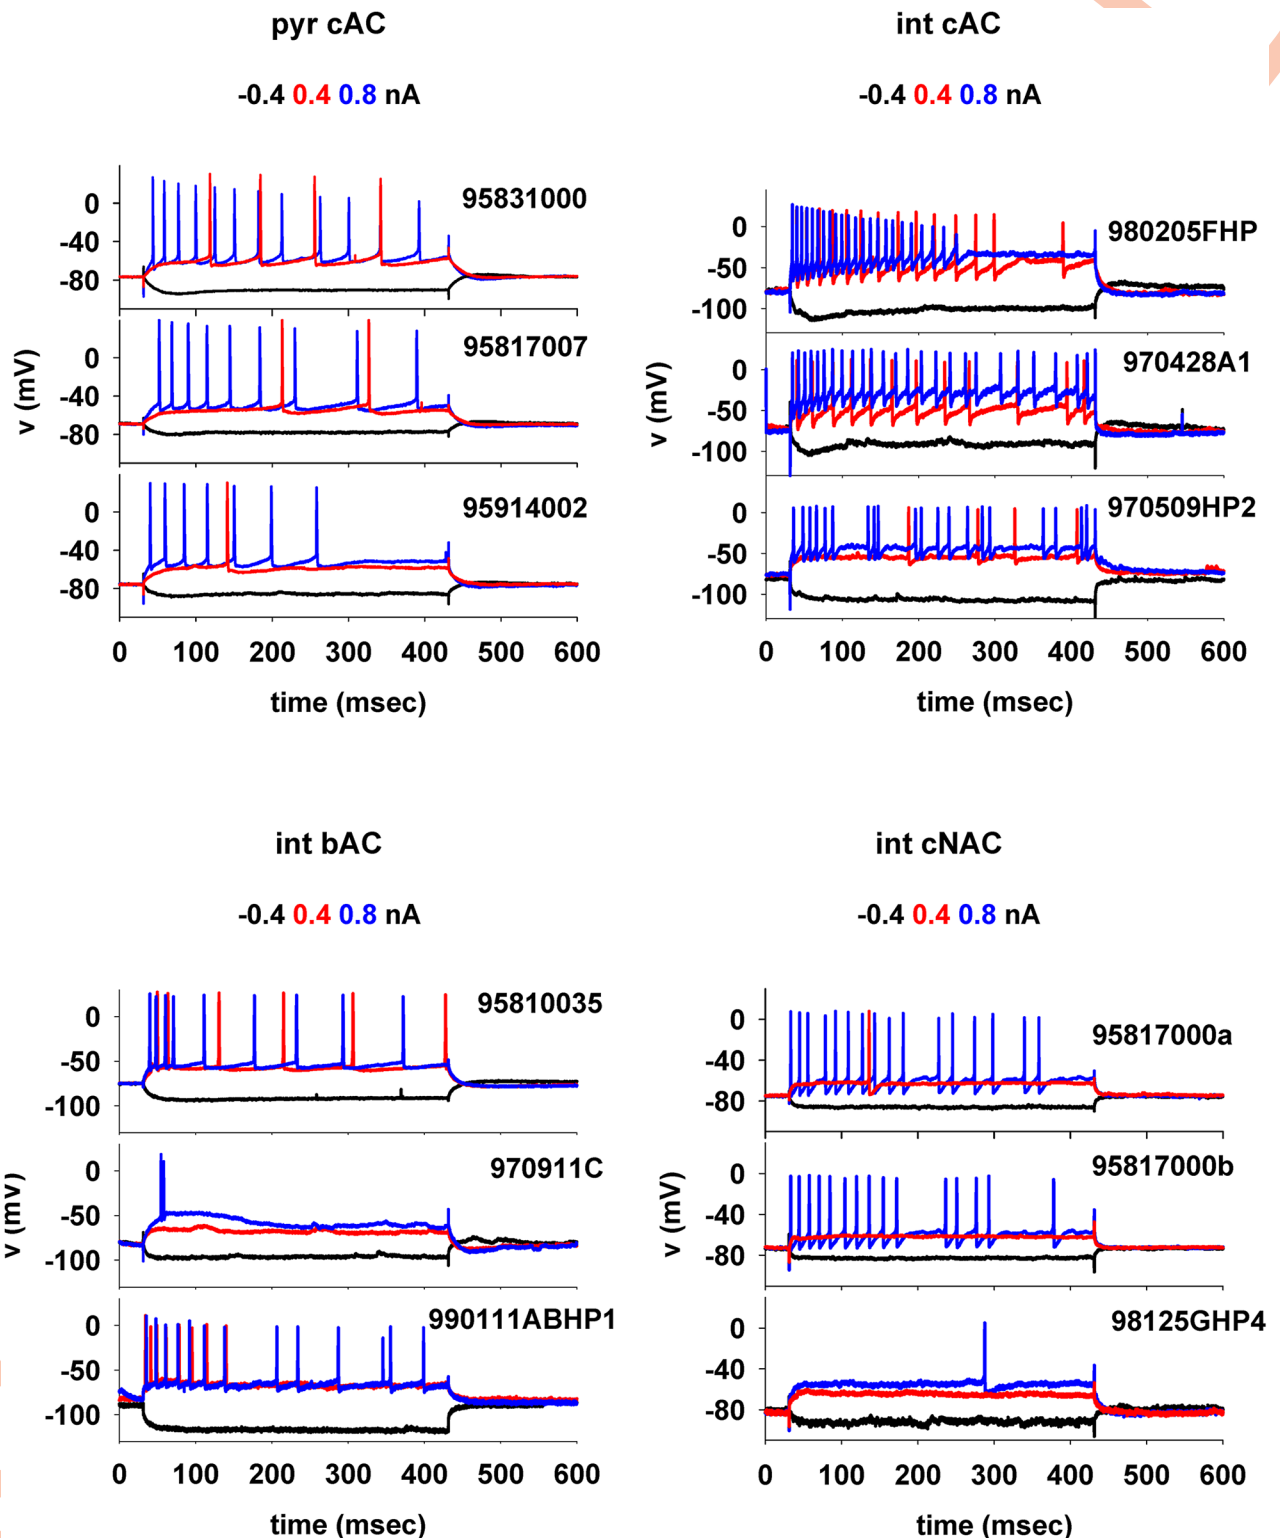 pyr cAC
-0.4 0.4 0.8 nA
v (mV)
0
-40
-80
95831000
0
-40
-80
95817007
0
-40
-80
95914002
0 100 200 300 400 500 600
time (msec)
int cAC
-0.4 0.4 0.8 nA
v (mV)
0
-50
-100
980205FHP
0
-50
-100
970428A1
0
-50
-100
970509HP2
0 100 200 300 400 500 600
time (msec)
int bAC
-0.4 0.4 0.8 nA
v (mV)
0
-50
-100
95810035
0
-50
-100
970911C
0
-50
-100
990111ABHP1
0 100 200 300 400 500 600
time (msec)
int cNAC
-0.4 0.4 0.8 nA
v (mV)
0
-40
-80
95817000a
0
-40
-80
95817000b
0
-40
-80
98125GHP4
0 100 200 300 400 500 600
time (msec)